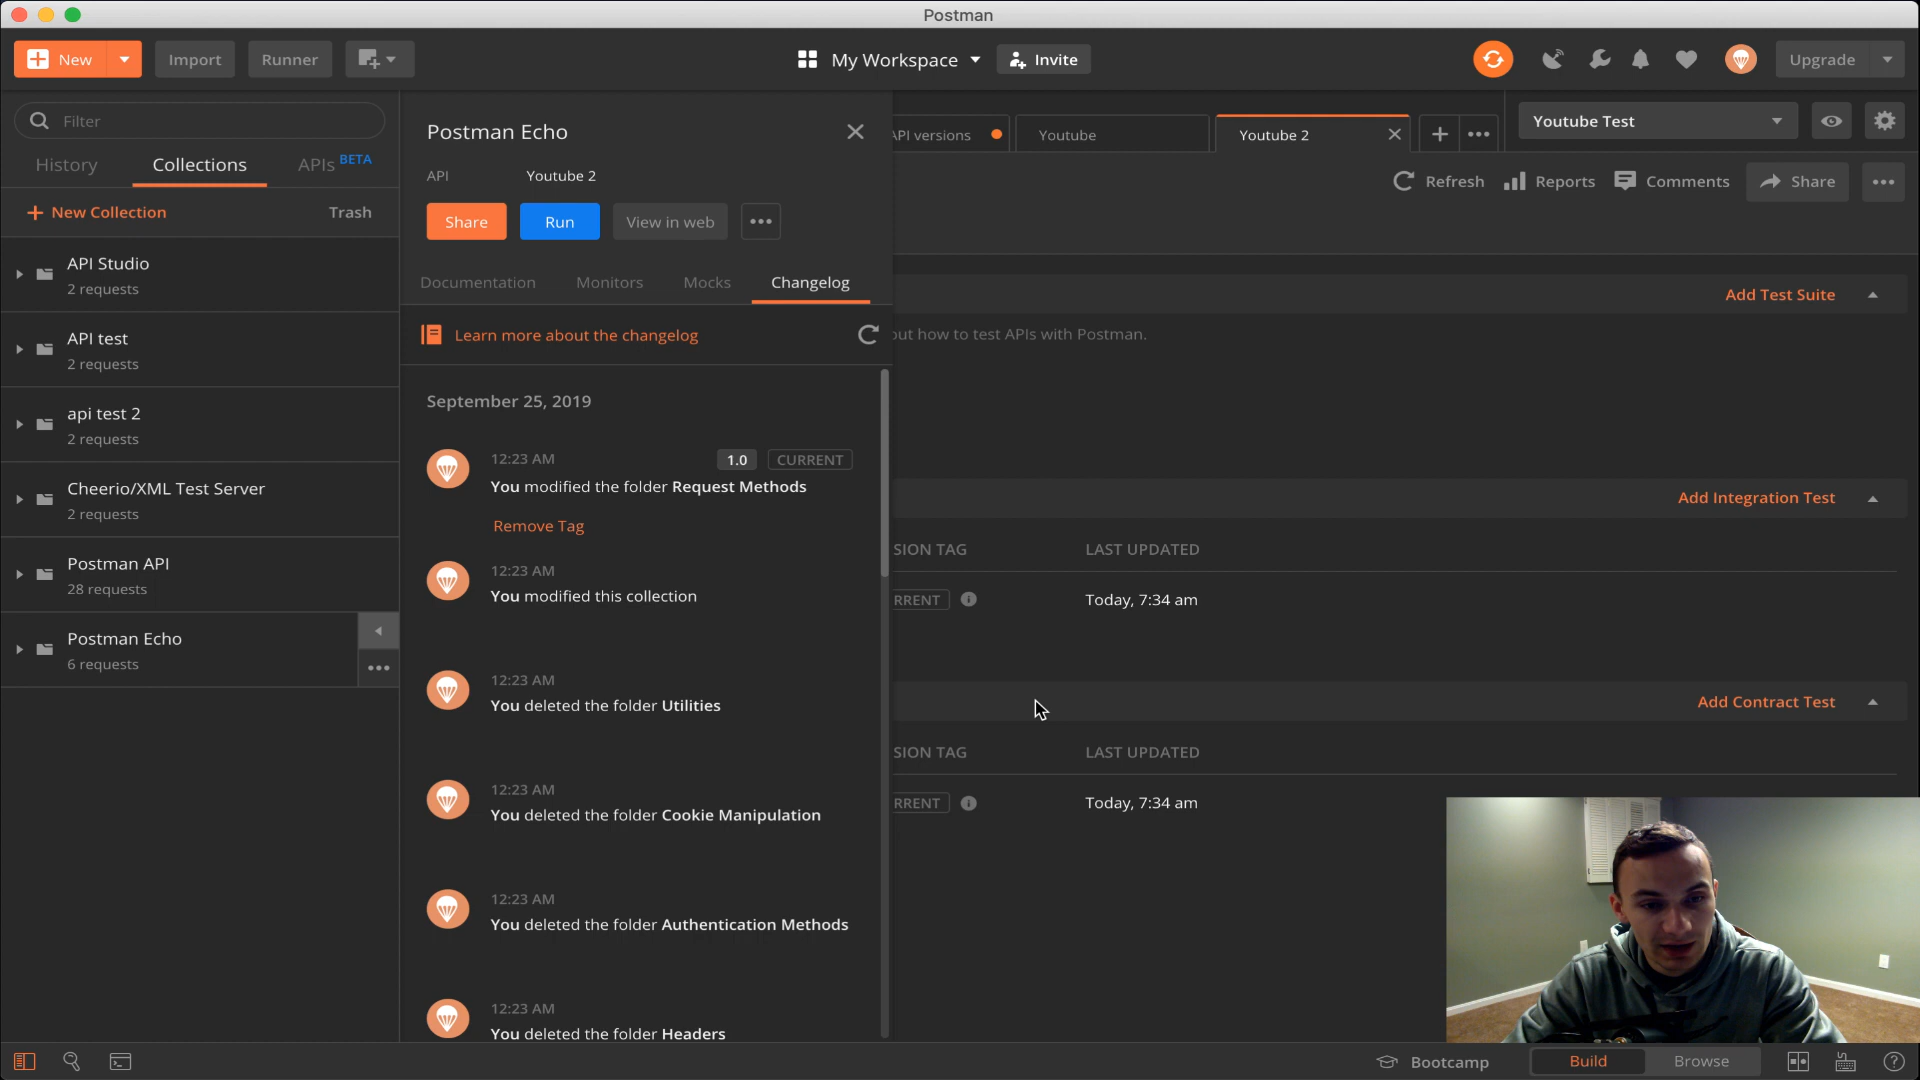 Postman
New
Import
Runner
My Workspace
Invite
Upgrade
Filter
History
Collections
APIs BETA
New Collection
Trash
API Studio
2 requests
API test
2 requests
api test 2
2 requests
Cheerio/XML Test Server
2 requests
Postman API
28 requests
Postman Echo
6 requests
Postman Echo
API
Youtube 2
Share
Run
View in web
Documentation
Monitors
Mocks
Changelog
Learn more about the changelog
September 25, 2019
12:23 AM
1.0
CURRENT
You modified the folder Request Methods
Remove Tag
12:23 AM
You modified this collection
12:23 AM
You deleted the folder Utilities
12:23 AM
You deleted the folder Cookie Manipulation
12:23 AM
You deleted the folder Authentication Methods
12:23 AM
You deleted the folder Headers
API versions
Youtube
Youtube 2
Youtube Test
Refresh
Reports
Comments
Share
Add Test Suite
out how to test APIs with Postman.
Add Integration Test
SION TAG
LAST UPDATED
RRENT
Today, 7:34 am
Add Contract Test
SION TAG
LAST UPDATED
RRENT
Today, 7:34 am
Bootcamp
Build
Browse